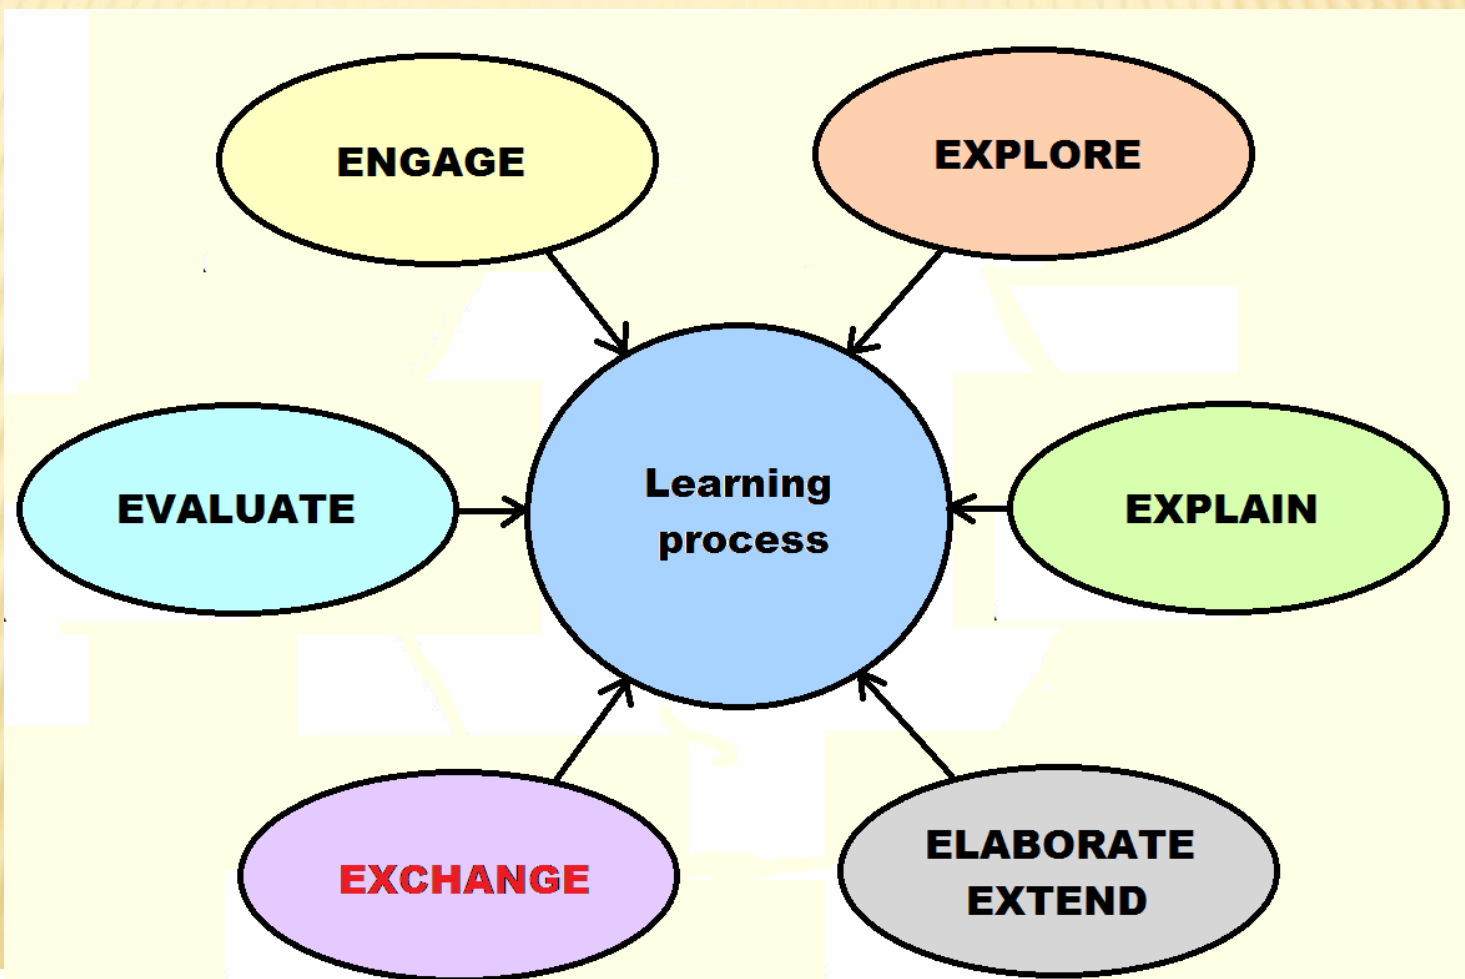 ENGAGE
EXPLORE
EVALUATE
Learning
process
EXPLAIN
EXCHANGE
ELABORATE
EXTEND